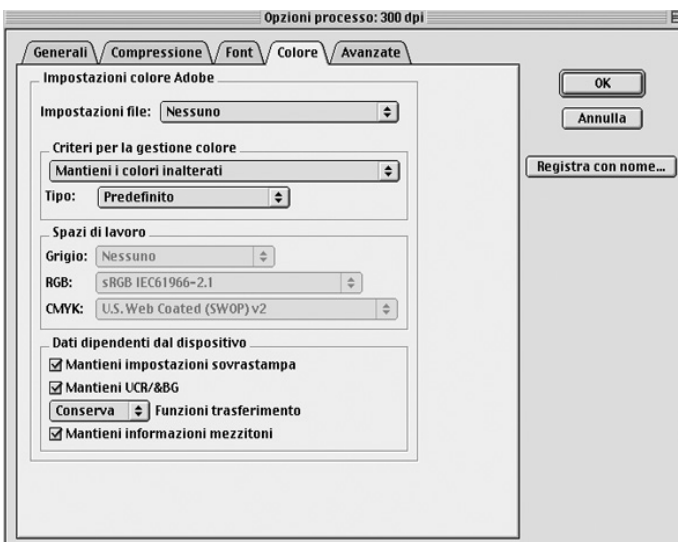 Opzioni processo: 300 dpi
Generali Compressione Font Colore Avanzate
Impostazioni colore Adobe
Impostazioni file: Nessuno
Criteri per la gestione colore
Mantieni i colori inalterati
Tipo: Predefinito
Spazi di lavoro
Grigio: Nessuno
RGB: sRGB IEC61966-2.1
CMYK: U.S. Web Coated (SWOP) v2
Dati dipendenti dal dispositivo
Mantieni impostazioni sovrastampa
Mantieni UCR/&BG
Conserva Funzioni trasferimento
Mantieni informazioni mezzitoni
OK
Annulla
Registra con nome...